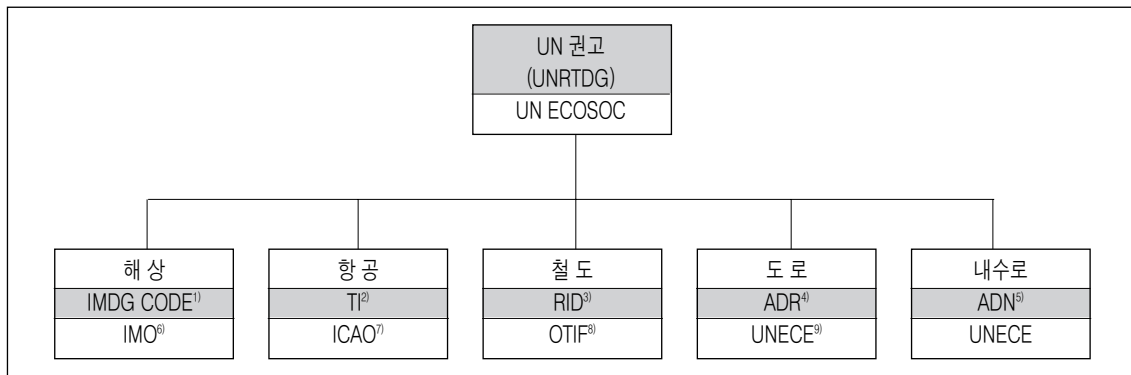 UN 권고
(UNRTDG)
UN ECOSOC
해 상
IMDG CODE¹⁾
IMO⁶⁾
항 공
TI²⁾
ICAO⁷⁾
철 도
RID³⁾
OTIF⁸⁾
도 로
ADR⁴⁾
UNECE⁹⁾
내수로
ADN⁵⁾
UNECE